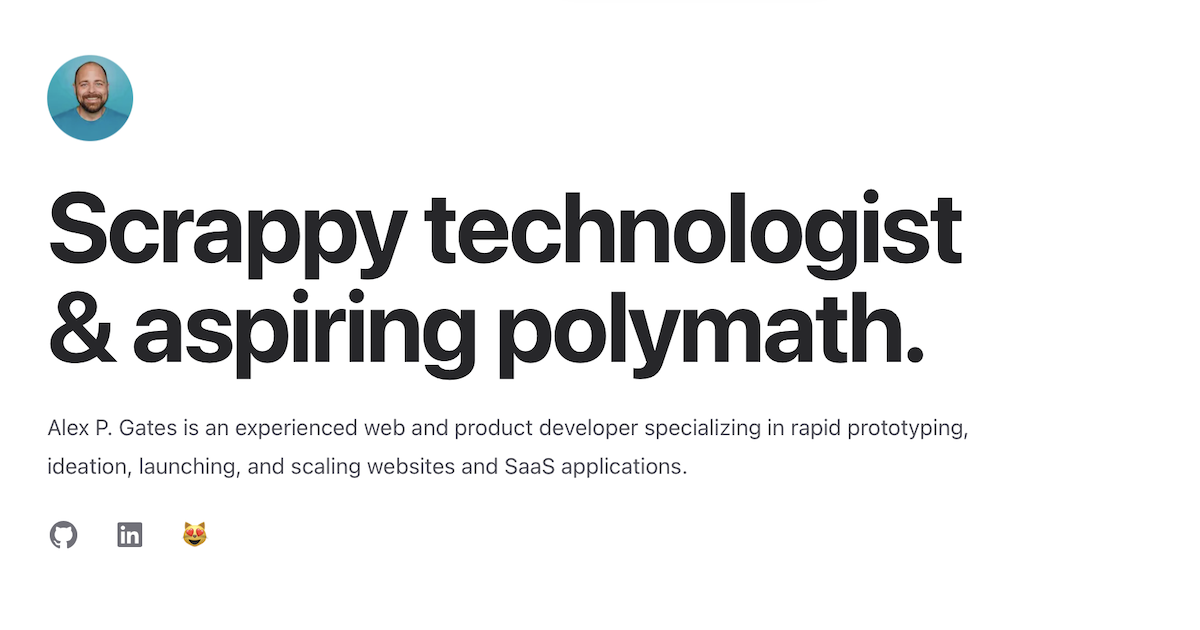 Scrappy technologist
& aspiring polymath.
Alex P. Gates is an experienced web and product developer specializing in rapid prototyping,
ideation, launching, and scaling websites and SaaS applications.
in